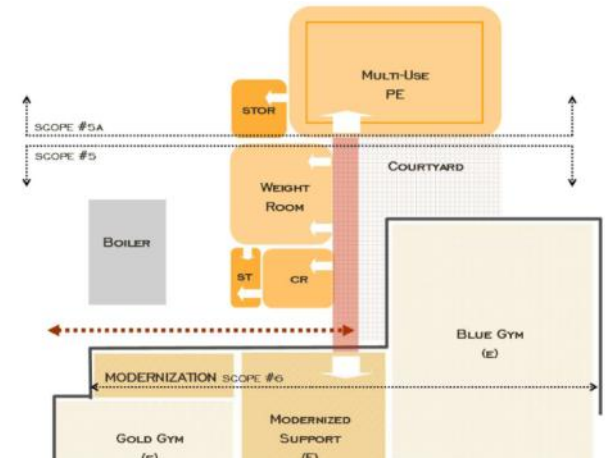 MULTI-USE
PE
STOR
SCOPE #5A
SCOPE #5
COURTYARD
WEIGHT
ROOM
BOILER
ST
CR
BLUE GYM
(E)
MODERNIZATION SCOPE #6
MODERNIZED
SUPPORT
(E)
GOLD GYM
(E)